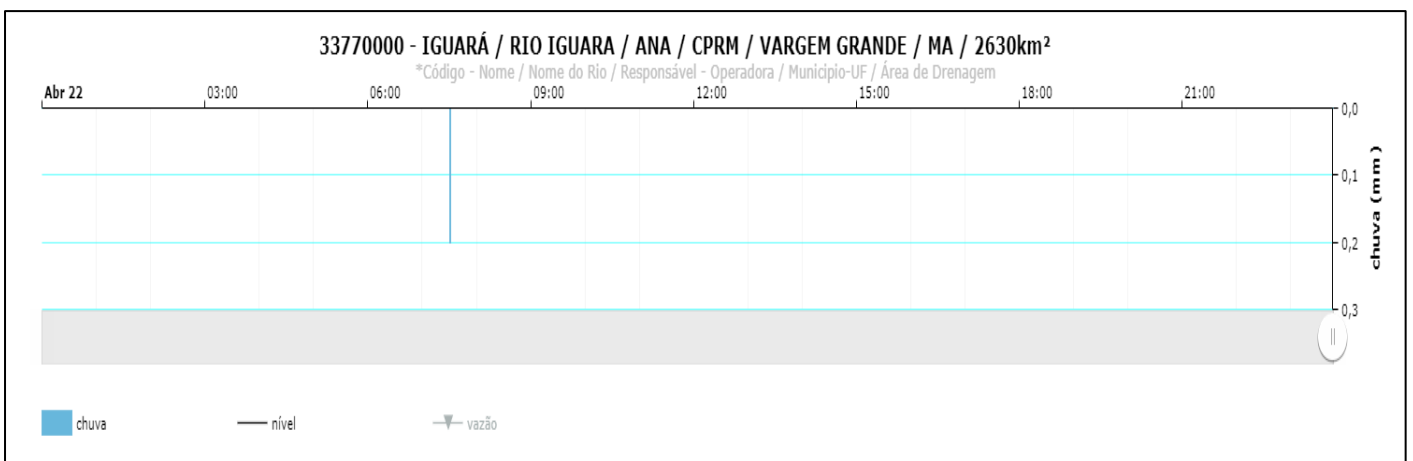 33770000 - IGUARÁ / RIO IGUARA / ANA / CPRM / VARGEM GRANDE / MA / 2630km²
*Código - Nome / Nome do Rio / Responsável - Operadora / Municipio-UF / Área de Drenagem
Abr 22 03:00 06:00 09:00 12:00 15:00 18:00 21:00
0,0
0,1
0,2
0,3
chuva (mm)
chuva nível vazão